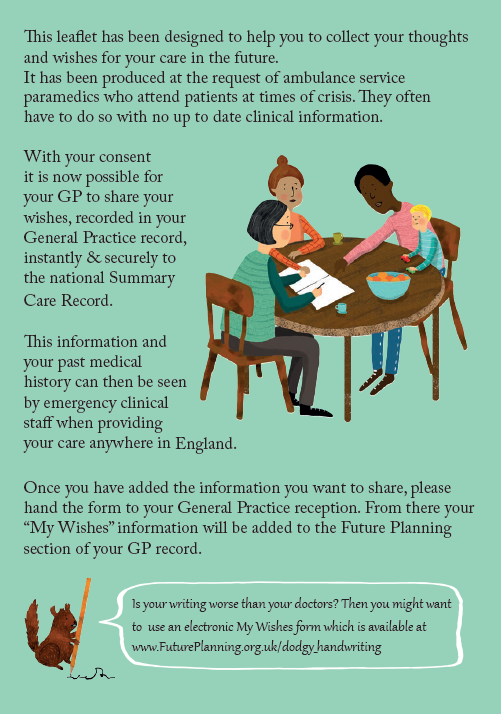 This leaflet has been designed to help you to collect your thoughts
and wishes for your care in the future.
It has been produced at the request of ambulance service
paramedics who attend patients at times of crisis. They often
have to do so with no up to date clinical information.
With your consent
it is now possible for
your GP to share your
wishes, recorded in your
General Practice record,
instantly & securely to
the national Summary
Care Record.
This information and
your past medical
history can then be seen
by emergency clinical
staff when providing
your care anywhere in England.
Once you have added the information you want to share, please
hand the form to your General Practice reception. From there your
“My Wishes” information will be added to the Future Planning
section of your GP record.
Is your writing worse than your doctors? Then you might want
to use an electronic My Wishes form which is available at
www.FuturePlanning.org.uk/dodgy_handwriting